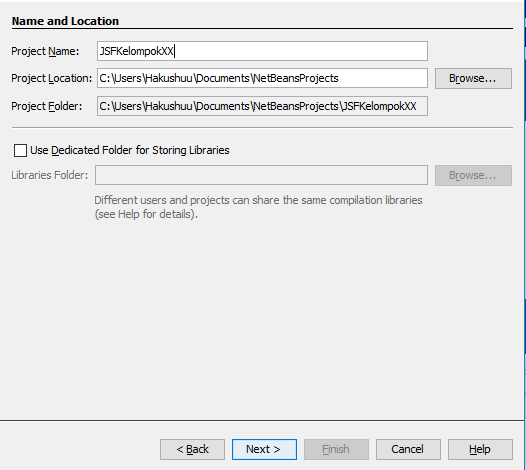 Name and Location
Project Name: JSFKelompokXX
Project Location: C:\Users\Hakushuu\Documents\NetBeansProjects Browse...
Project Folder: C:\Users\Hakushuu\Documents\NetBeansProjects\JSFKelompokXX
Use Dedicated Folder for Storing Libraries
Libraries Folder: Browse...
Different users and projects can share the same compilation libraries
(see Help for details).
< Back Next > Finish Cancel Help